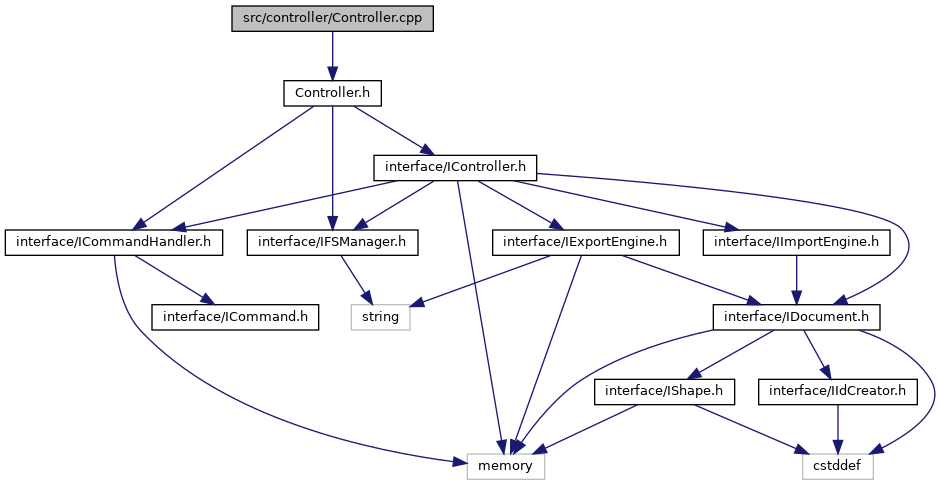 src/controller/Controller.cpp
Controller.h
interface/IController.h
interface/ICommandHandler.h
interface/IFSManager.h
interface/IExportEngine.h
interface/IImportEngine.h
interface/ICommand.h
string
interface/IDocument.h
interface/IShape.h
interface/IIdCreator.h
memory
cstddef